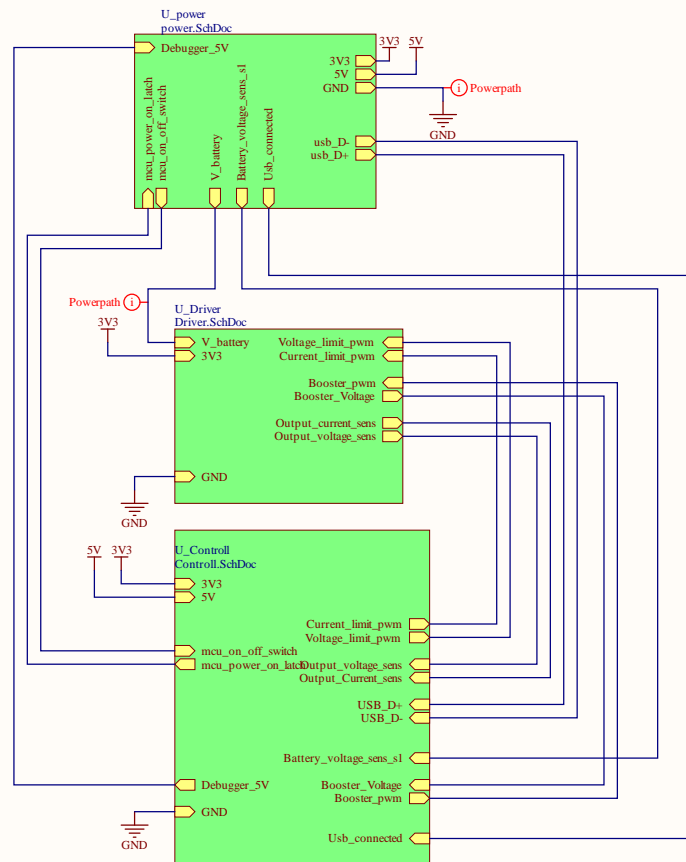 U_power
power.SchDoc
Debugger_5V
3V3
5V
3V3
5V
GND
Powerpath
GND
mcu_power_on_latch
mcu_on_off_switch
V_battery
Battery_voltage_sens_s1
Usb_connected
usb_D-
usb_D+
Powerpath
3V3
U_Driver
Driver.SchDoc
V_battery
3V3
Voltage_limit_pwm
Current_limit_pwm
Booster_pwm
Booster_Voltage
Output_current_sens
Output_voltage_sens
GND
GND
5V
3V3
U_Controll
Controll.SchDoc
3V3
5V
Current_limit_pwm
Voltage_limit_pwm
mcu_on_off_switch
mcu_power_on_latch
Output_voltage_sens
Output_Current_sens
USB_D+
USB_D-
Battery_voltage_sens_s1
Debugger_5V
Booster_Voltage
Booster_pwm
GND
GND
Usb_connected